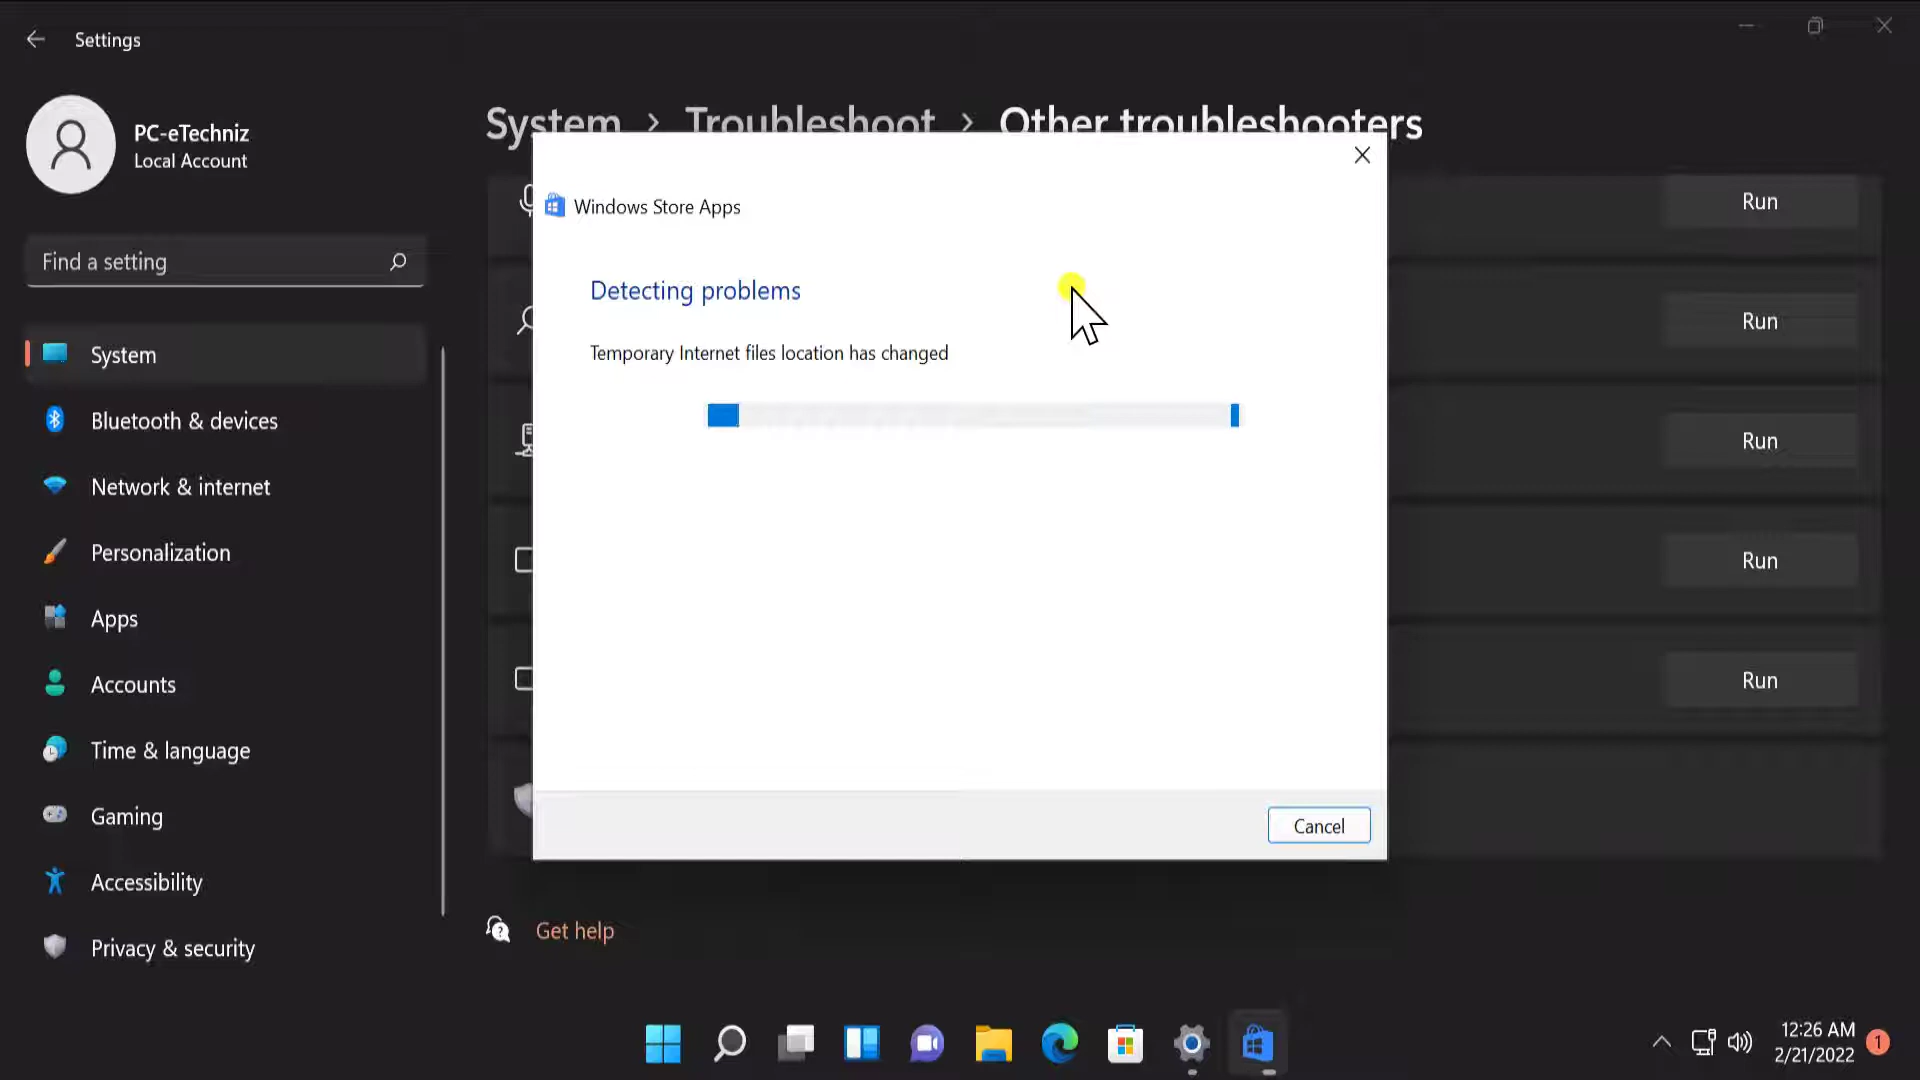 Settings
PC-eTechniz
Local Account
Find a setting
System
Bluetooth & devices
Network & internet
Personalization
Apps
Accounts
Time & language
Gaming
Accessibility
Privacy & security
System > Troubleshoot > Other troubleshooters
Run
Run
Run
Run
Run
Windows Store Apps
Detecting problems
Temporary Internet files location has changed
Cancel
Get help
12:26 AM
2/21/2022
1